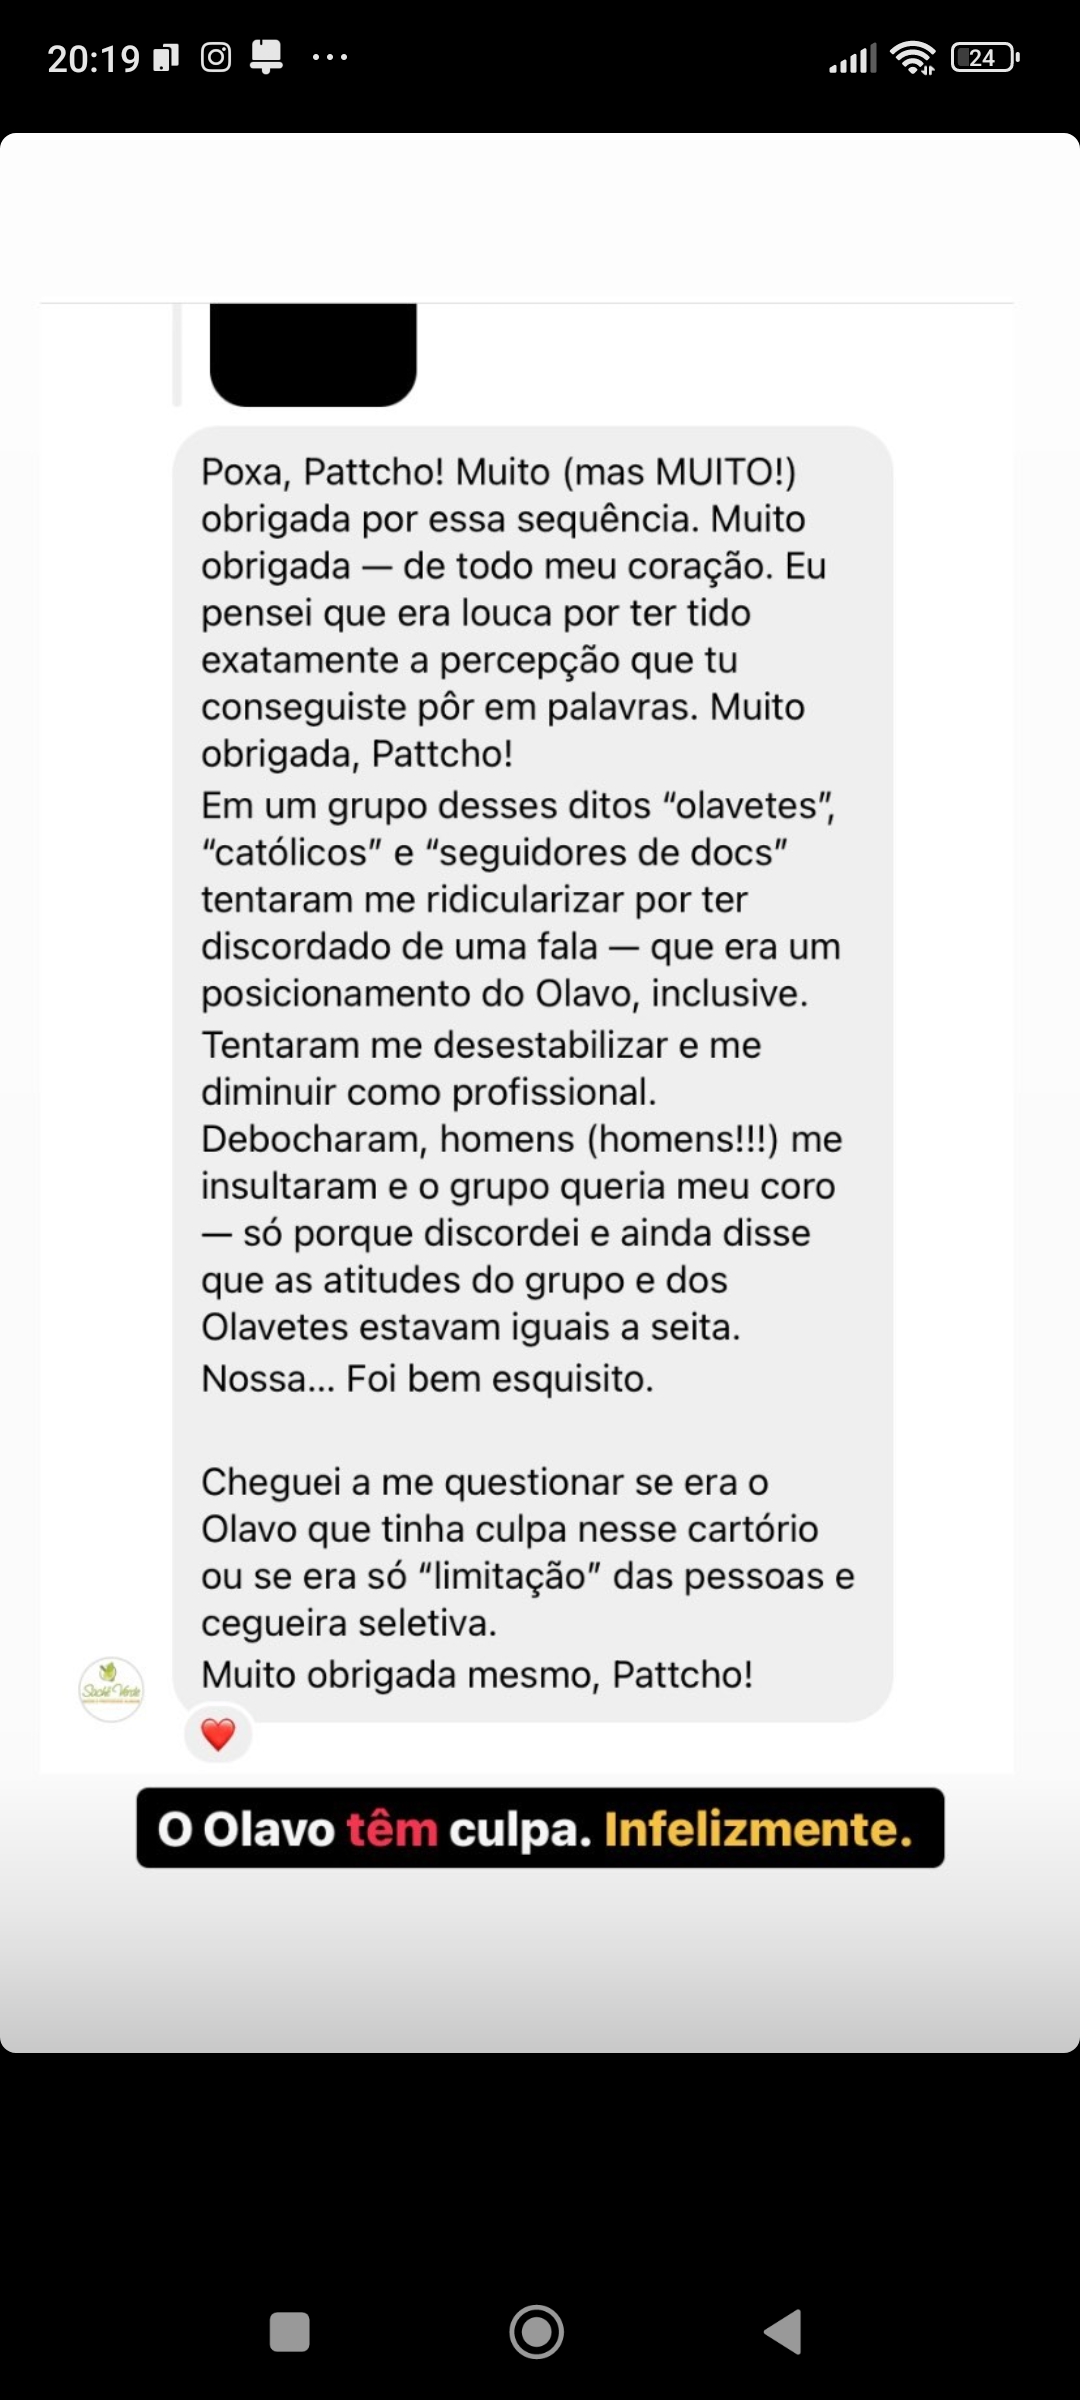 20:19
24
Poxa, Pattcho! Muito (mas MUITO!)
obrigada por essa sequência. Muito
obrigada — de todo meu coração. Eu
pensei que era louca por ter tido
exatamente a percepção que tu
conseguiste pôr em palavras. Muito
obrigada, Pattcho!
Em um grupo desses ditos “olavetes”,
“católicos” e “seguidores de docs”
tentaram me ridicularizar por ter
discordado de uma fala — que era um
posicionamento do Olavo, inclusive.
Tentaram me desestabilizar e me
diminuir como profissional.
Debocharam, homens (homens!!!) me
insultaram e o grupo queria meu coro
— só porque discordei e ainda disse
que as atitudes do grupo e dos
Olavetes estavam iguais a seita.
Nossa... Foi bem esquisito.
Cheguei a me questionar se era o
Olavo que tinha culpa nesse cartório
ou se era só “limitação” das pessoas e
cegueira seletiva.
Muito obrigada mesmo, Pattcho!
Sachê Verde
O Olavo têm culpa. Infelizmente.